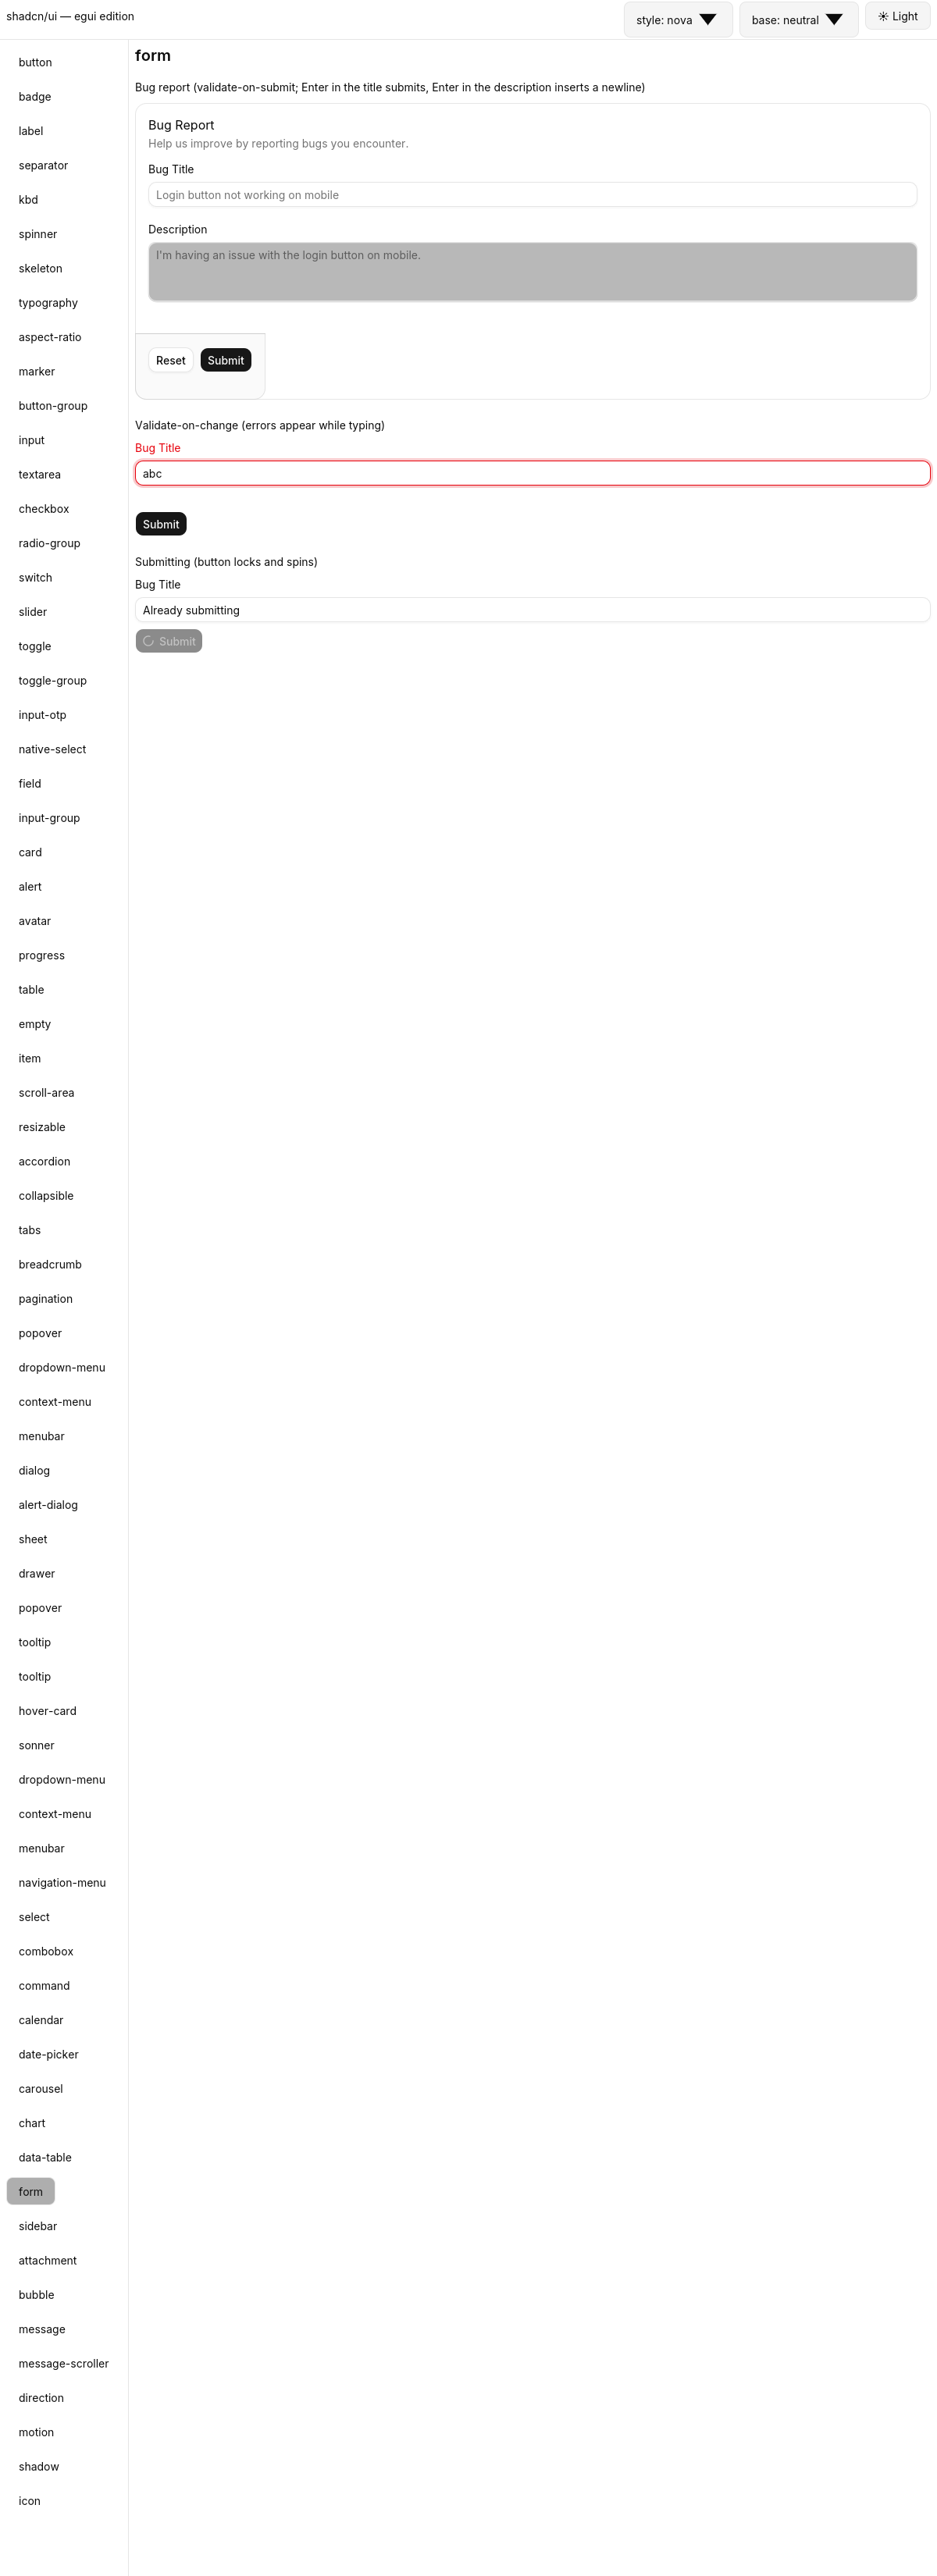 shadcn/ui — egui edition
style: nova
base: neutral
☀ Light
button
badge
label
separator
kbd
spinner
skeleton
typography
aspect-ratio
marker
button-group
input
textarea
checkbox
radio-group
switch
slider
toggle
toggle-group
input-otp
native-select
field
input-group
card
alert
avatar
progress
table
empty
item
scroll-area
resizable
accordion
collapsible
tabs
breadcrumb
pagination
popover
dropdown-menu
context-menu
menubar
dialog
alert-dialog
sheet
drawer
popover
tooltip
tooltip
hover-card
sonner
dropdown-menu
context-menu
menubar
navigation-menu
select
combobox
command
calendar
date-picker
carousel
chart
data-table
form
sidebar
attachment
bubble
message
message-scroller
direction
motion
shadow
icon
form
Bug report (validate-on-submit; Enter in the title submits, Enter in the description inserts a newline)
Bug Report
Help us improve by reporting bugs you encounter.
Bug Title
Login button not working on mobile
Description
I'm having an issue with the login button on mobile.
Reset
Submit
Validate-on-change (errors appear while typing)
Bug Title
abc
Submit
Submitting (button locks and spins)
Bug Title
Already submitting
Submit